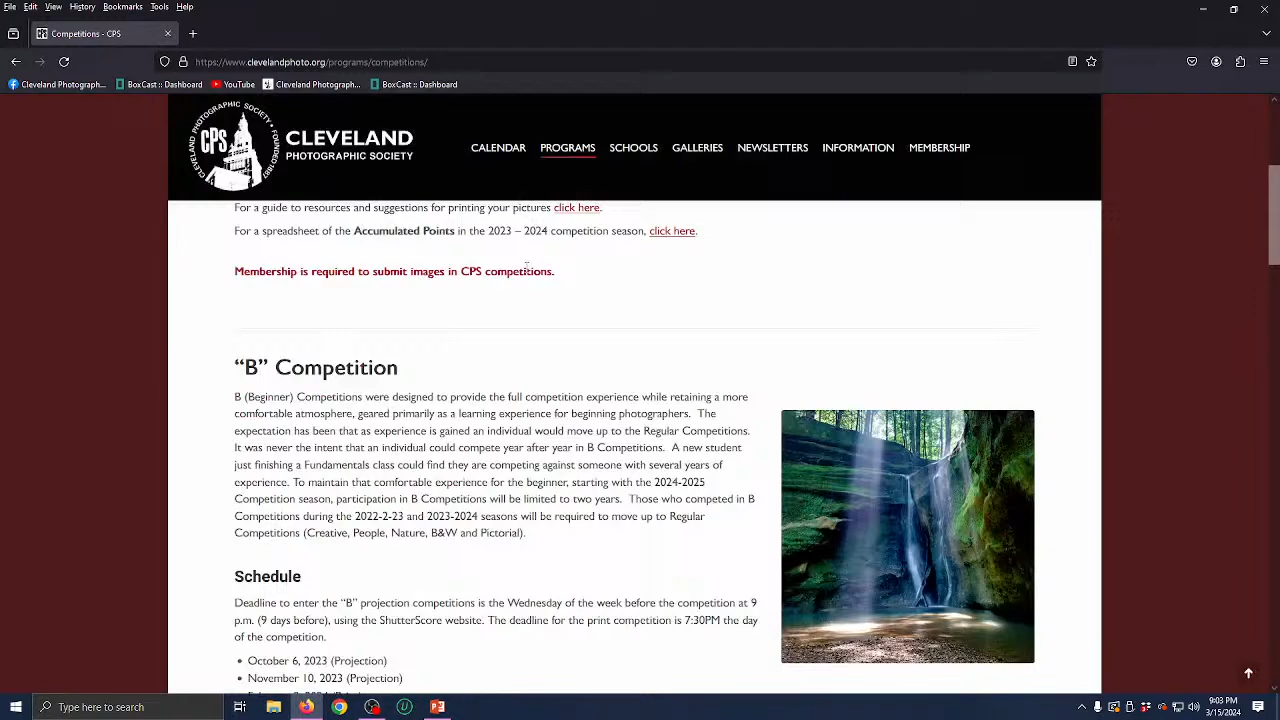 File Edit View History Bookmarks Tools Help
Competitions - CPS
https://www.clevelandphoto.org/programs/competitions/
Cleveland Photograph... BoxCast :: Dashboard YouTube Cleveland Photograph... BoxCast :: Dashboard
CLEVELAND PHOTOGRAPHIC SOCIETY FOUNDED 1887
CPS
CLEVELAND
PHOTOGRAPHIC SOCIETY
CALENDAR PROGRAMS SCHOOLS GALLERIES NEWSLETTERS INFORMATION MEMBERSHIP
For a guide to resources and suggestions for printing your pictures click here.
For a spreadsheet of the Accumulated Points in the 2023 – 2024 competition season, click here.
Membership is required to submit images in CPS competitions.
“B” Competition
B (Beginner) Competitions were designed to provide the full competition experience while retaining a more
comfortable atmosphere, geared primarily as a learning experience for beginning photographers. The
expectation has been that as experience is gained an individual would move up to the Regular Competitions.
It was never the intent that an individual could compete year after year in B Competitions. A new student
just finishing a Fundamentals class could find they are competing against someone with several years of
experience. To maintain that comfortable experience for the beginner, starting with the 2024-2025
Competition season, participation in B Competitions will be limited to two years. Those who competed in B
Competitions during the 2022-2-23 and 2023-2024 seasons will be required to move up to Regular
Competitions (Creative, People, Nature, B&W and Pictorial).
Schedule
Deadline to enter the “B” projection competitions is the Wednesday of the week before the competition at 9
p.m. (9 days before), using the ShutterScore website. The deadline for the print competition is 7:30PM the day
of the competition.
October 6, 2023 (Projection)
November 10, 2023 (Projection)
Type here to search
9:03 PM
3/15/2024